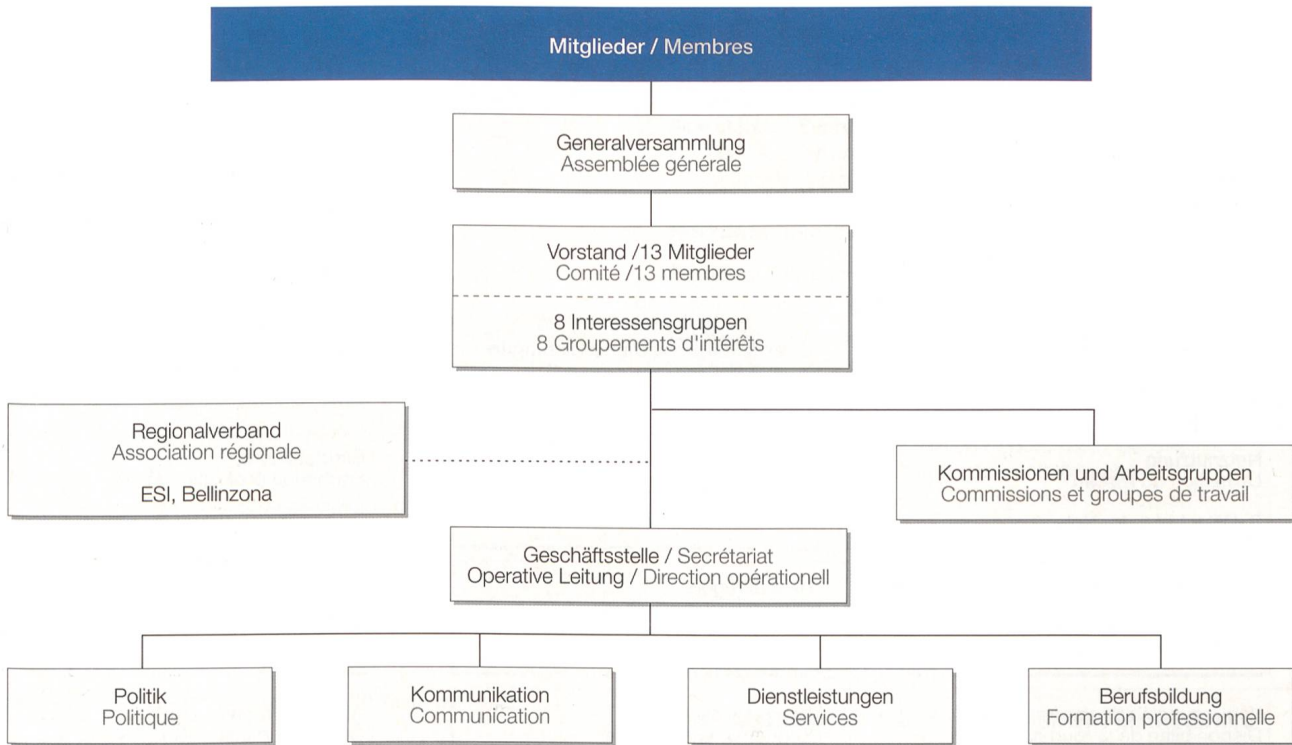 Mitglieder / Membres
Generalversammlung
Assemblée générale
Vorstand /13 Mitglieder
Comité /13 membres
8 Interessensgruppen
8 Groupements d'intérêts
Regionalverband
Association régionale
ESI, Bellinzona
Kommissionen und Arbeitsgruppen
Commissions et groupes de travail
Geschäftsstelle / Secrétariat
Operative Leitung / Direction opérationell
Politik
Politique
Kommunikation
Communication
Dienstleistungen
Services
Berufsbildung
Formation professionnelle